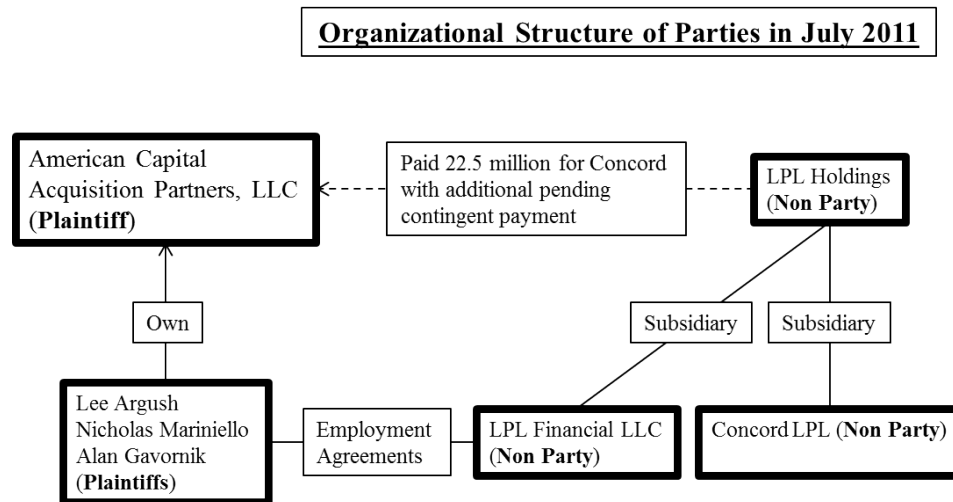 Organizational Structure of Parties in July 2011
American Capital
Acquisition Partners, LLC
(Plaintiff)
Paid 22.5 million for Concord
with additional pending
contingent payment
LPL Holdings
(Non Party)
Own
Subsidiary
Subsidiary
Lee Argush
Nicholas Mariniello
Alan Gavornik
(Plaintiffs)
Employment
Agreements
LPL Financial LLC
(Non Party)
Concord LPL (Non Party)